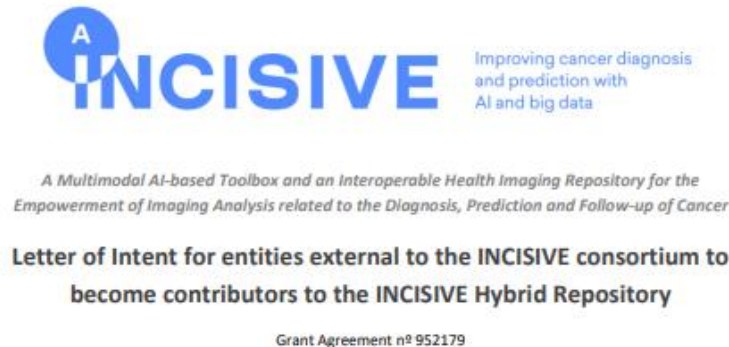 A
INCISIVE
Improving cancer diagnosis
and prediction with
AI and big data
A Multimodal AI-based Toolbox and an Interoperable Health Imaging Repository for the
Empowerment of Imaging Analysis related to the Diagnosis, Prediction and Follow-up of Cancer
Letter of Intent for entities external to the INCISIVE consortium to
become contributors to the INCISIVE Hybrid Repository
Grant Agreement nº 952179